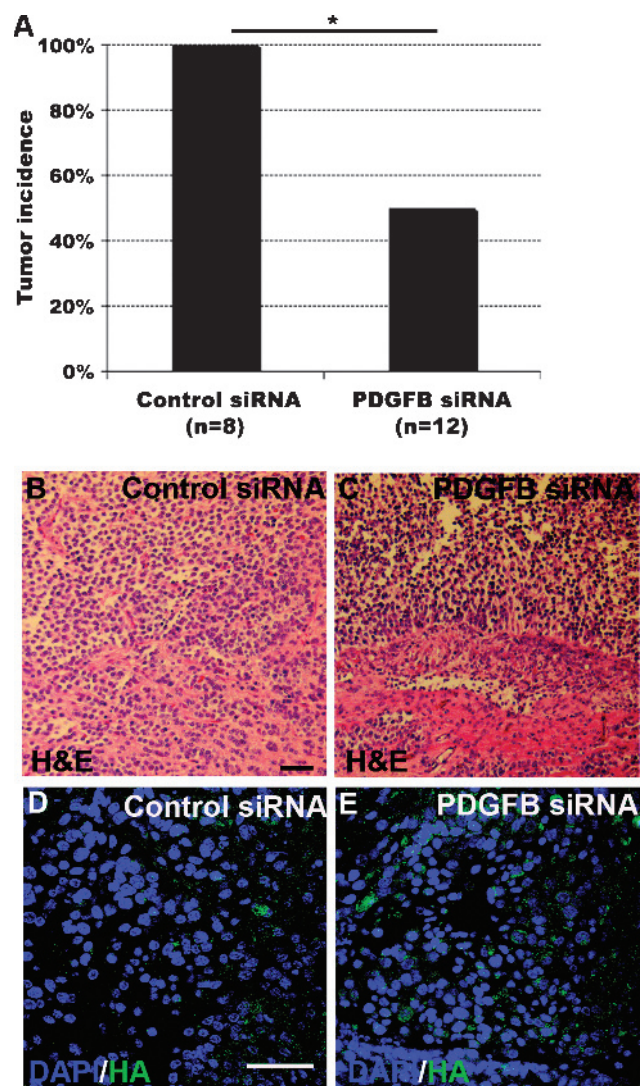 A
*
100%
80%
60%
40%
20%
0%
Tumor incidence
Control siRNA
(n=8)
PDGFB siRNA
(n=12)
B Control siRNA
H&E
C PDGFB siRNA
H&E
D Control siRNA
DAPI/HA
E PDGFB siRNA
DAPI/HA